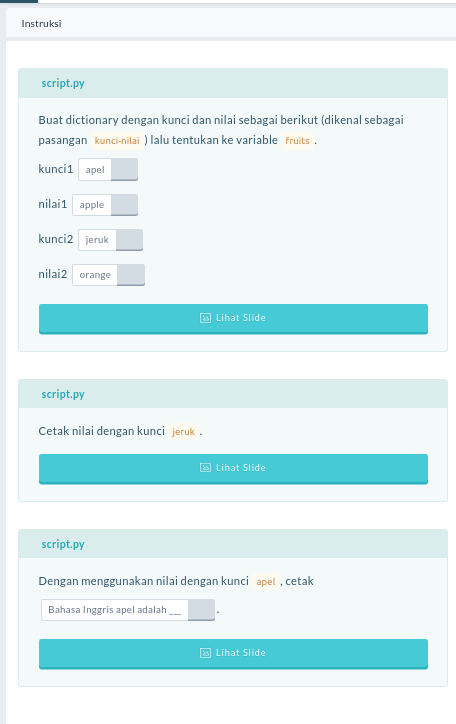 Instruksi
script.py
Buat dictionary dengan kunci dan nilai sebagai berikut (dikenal sebagai
pasangan kunci-nilai ) lalu tentukan ke variable fruits .
kunci1 apel
nilai1 apple
kunci2 jeruk
nilai2 orange
Lihat Slide
script.py
Cetak nilai dengan kunci jeruk .
Lihat Slide
script.py
Dengan menggunakan nilai dengan kunci apel , cetak
Bahasa Inggris apel adalah __ .
Lihat Slide